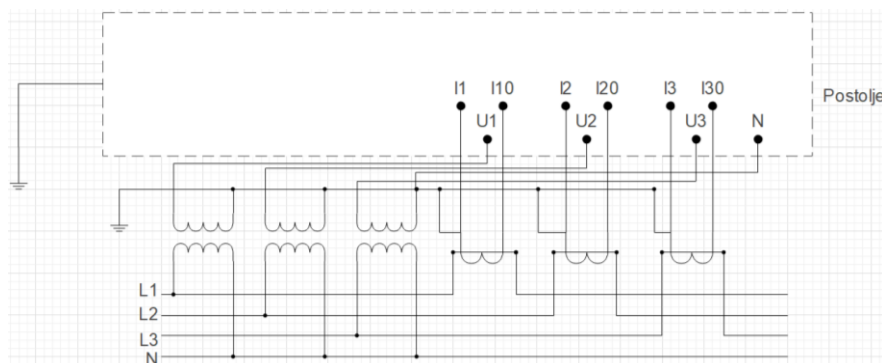 I1 I10 I2 I20 I3 I30
Postolje
U1 U2 U3 N
L1
L2
L3
N